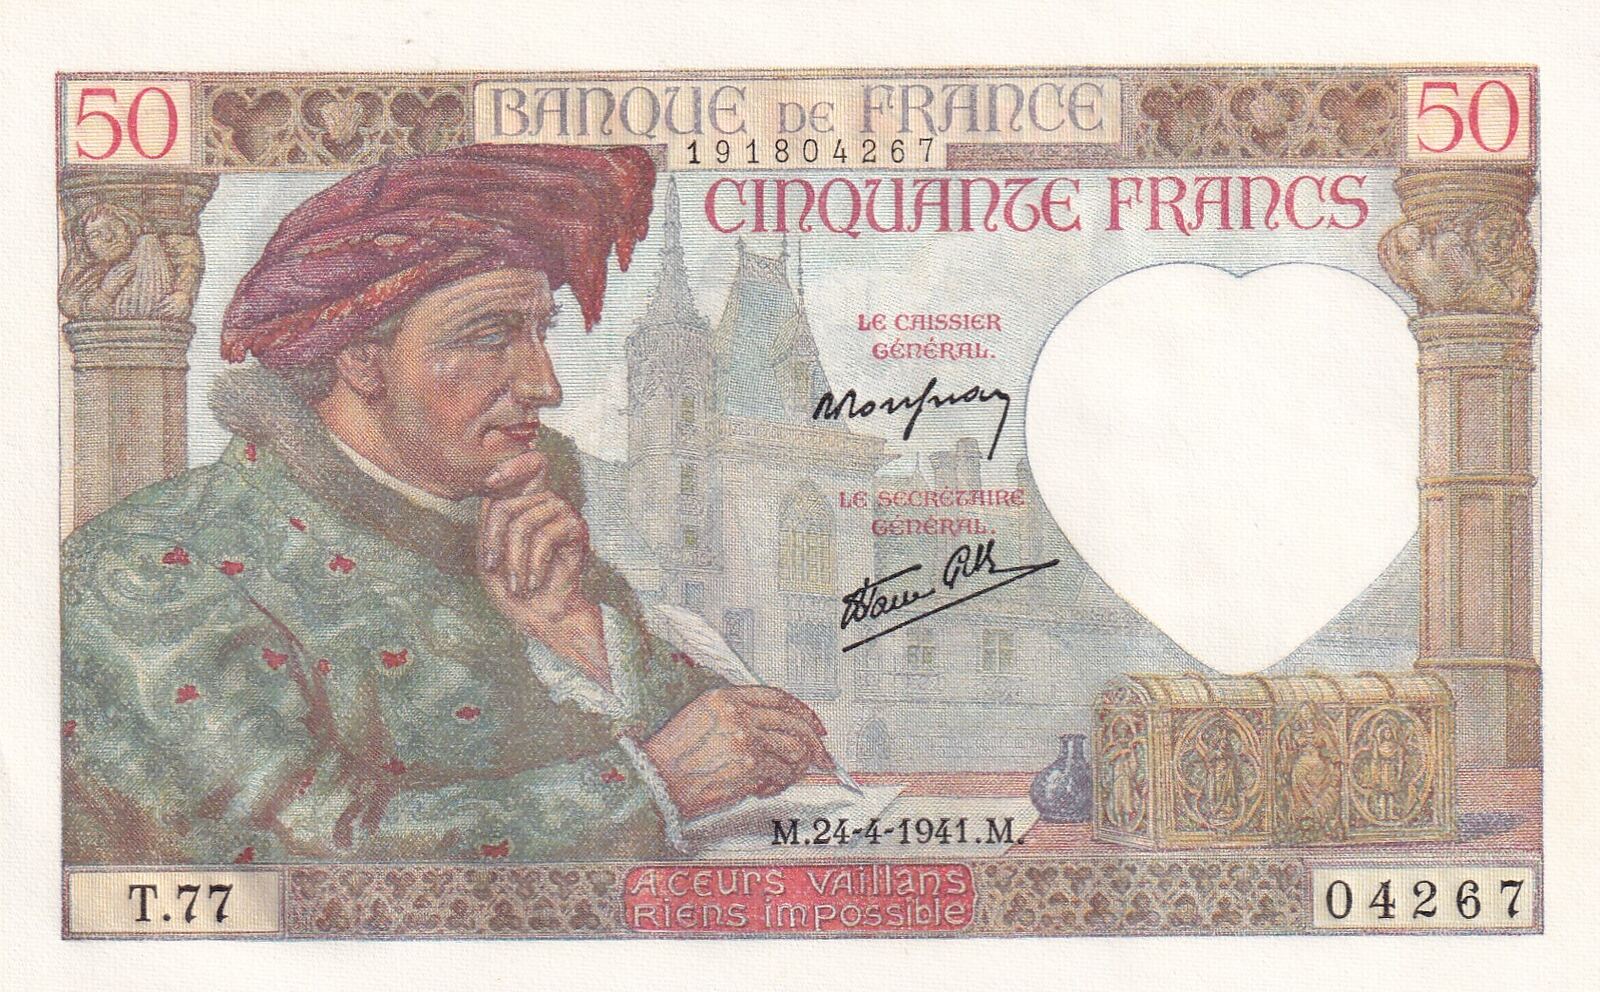 50
BANQUE DE FRANCE
50
191804267
CINQUANTE FRANCS
LE CAISSIER
GÉNÉRAL.
LE SECRÉTAIRE
GÉNÉRAL.
M.24-4-1941.M.
T.77
A CŒURS VAILLANS
RIENS IMPOSSIBLE
04267